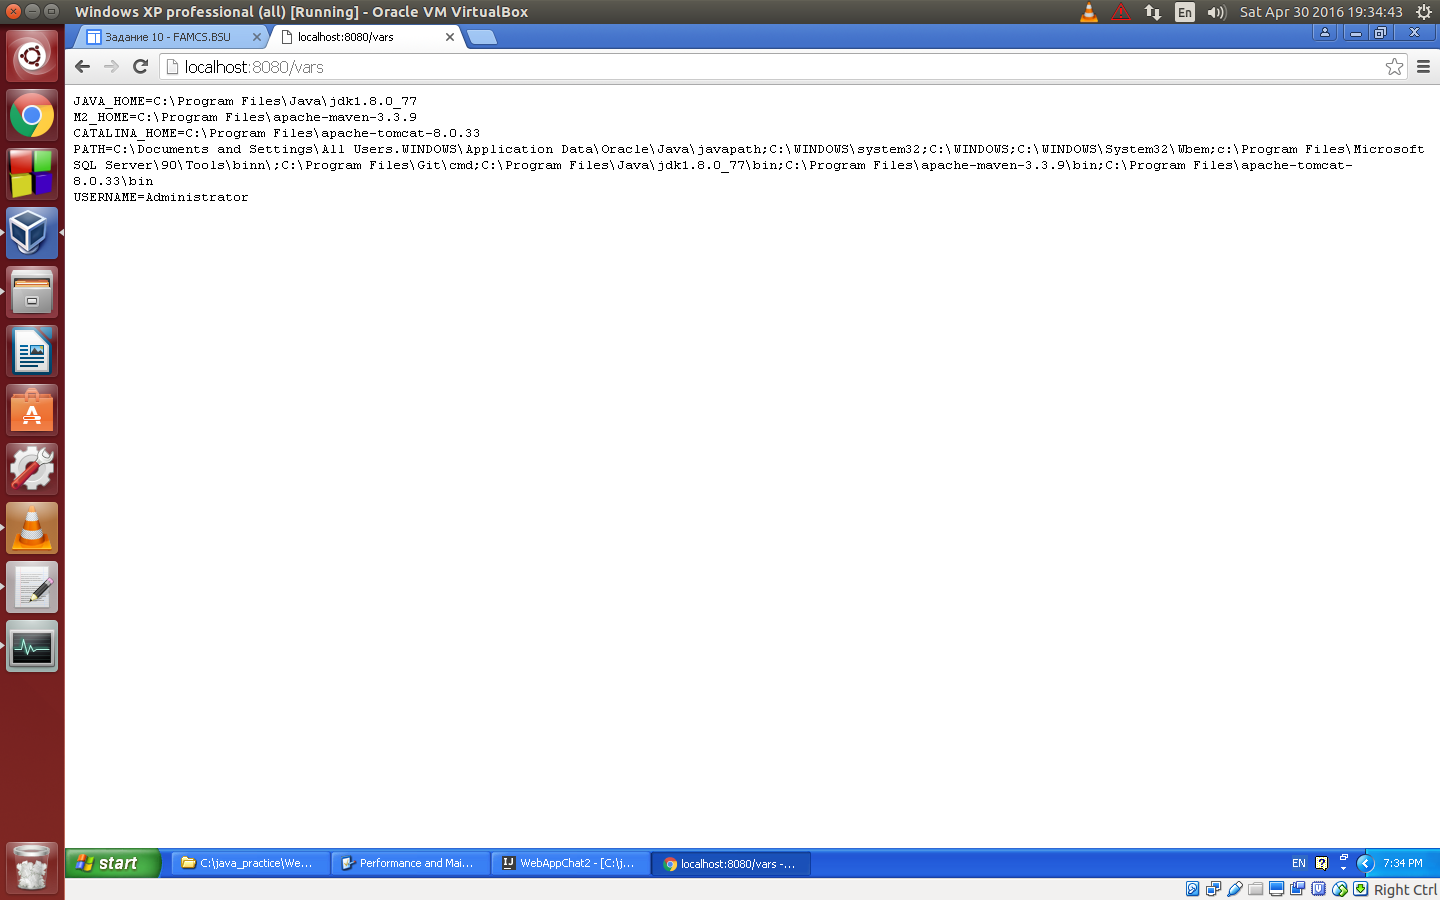 Windows XP professional (all) [Running] - Oracle VM VirtualBox
En
Sat Apr 30 2016 19:34:43
Задание 10 - FAMCS.BSU
localhost:8080/vars
localhost:8080/vars
JAVA_HOME=C:\Program Files\Java\jdk1.8.0_77
M2_HOME=C:\Program Files\apache-maven-3.3.9
CATALINA_HOME=C:\Program Files\apache-tomcat-8.0.33
PATH=C:\Documents and Settings\All Users.WINDOWS\Application Data\Oracle\Java\javapath;C:\WINDOWS\system32;C:\WINDOWS;C:\WINDOWS\System32\Wbem;c:\Program Files\Microsoft
SQL Server\90\Tools\binn\;C:\Program Files\Git\cmd;C:\Program Files\Java\jdk1.8.0_77\bin;C:\Program Files\apache-maven-3.3.9\bin;C:\Program Files\apache-tomcat-
8.0.33\bin
USERNAME=Administrator
start
C:\java_practice\We...
Performance and Mai...
IJ
WebAppChat2 - [C:\j...
localhost:8080/vars -...
EN
7:34 PM
Right Ctrl